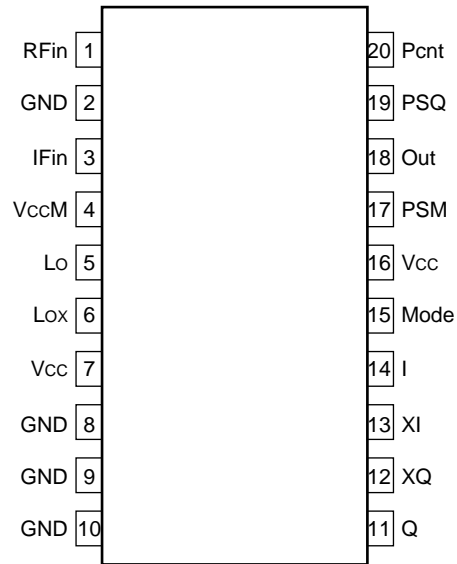 RFin 1 20 Pcnt
GND 2 19 PSQ
IFin 3 18 Out
VCCM 4 17 PSM
LO 5 16 VCC
LOX 6 15 Mode
VCC 7 14 I
GND 8 13 XI
GND 9 12 XQ
GND 10 11 Q